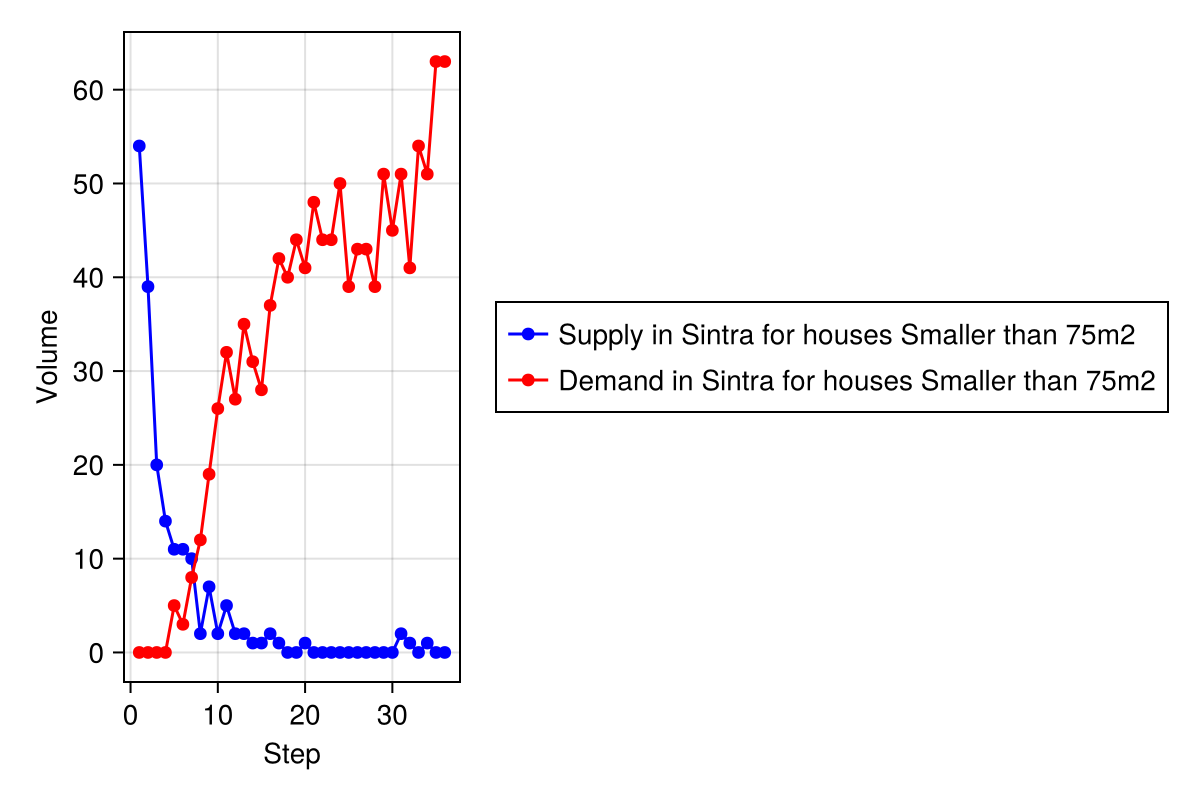 60
50
40
30
20
10
0
Volume
0 10 20 30
Step
Supply in Sintra for houses Smaller than 75m2
Demand in Sintra for houses Smaller than 75m2